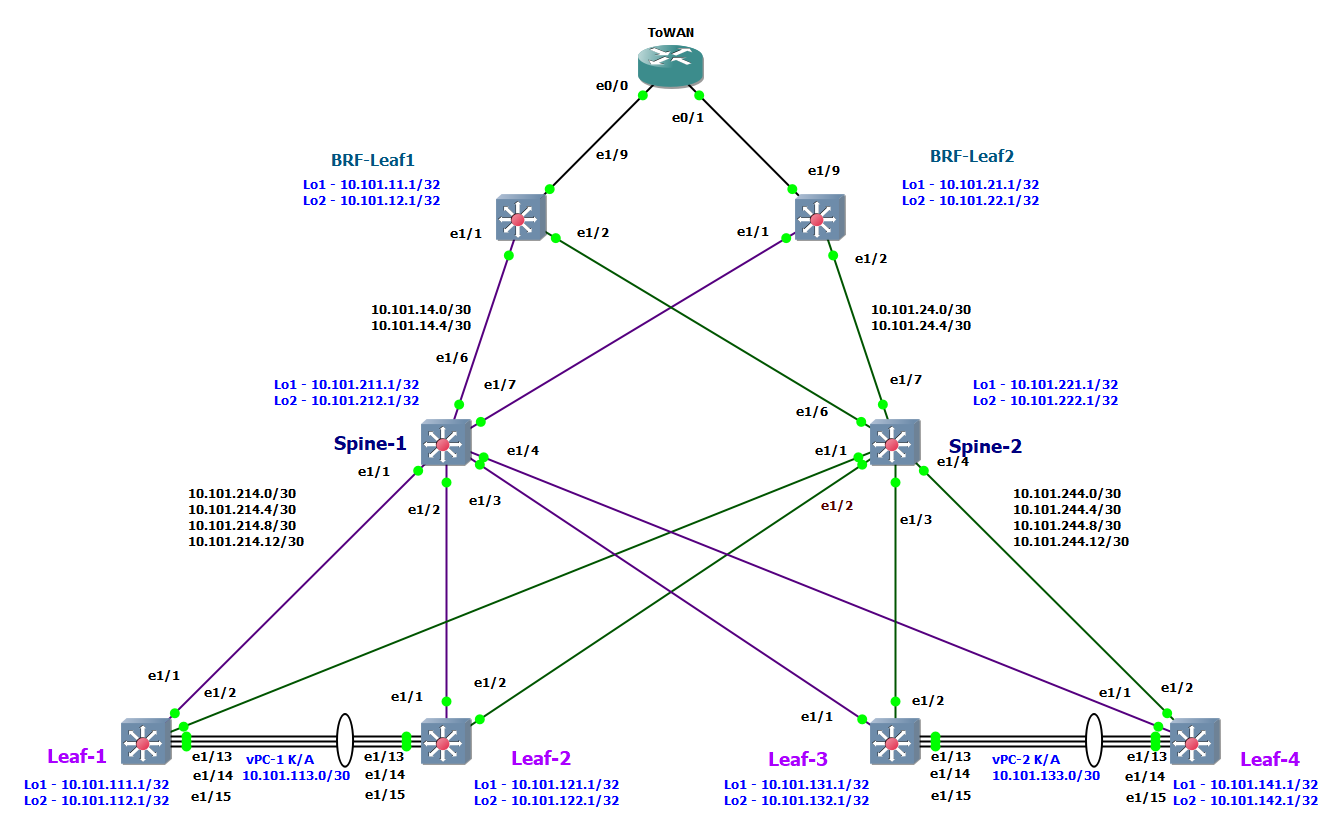 ToWAN
e0/0
e0/1
e1/9
e1/9
BRF-Leaf1
Lo1 - 10.101.11.1/32
Lo2 - 10.101.12.1/32
BRF-Leaf2
Lo1 - 10.101.21.1/32
Lo2 - 10.101.22.1/32
e1/1
e1/2
e1/1
e1/2
10.101.14.0/30
10.101.14.4/30
10.101.24.0/30
10.101.24.4/30
e1/6
e1/7
e1/7
e1/6
Lo1 - 10.101.211.1/32
Lo2 - 10.101.212.1/32
Lo1 - 10.101.221.1/32
Lo2 - 10.101.222.1/32
Spine-1
Spine-2
e1/1
e1/2
e1/3
e1/4
e1/1
e1/2
e1/3
e1/4
10.101.214.0/30
10.101.214.4/30
10.101.214.8/30
10.101.214.12/30
10.101.244.0/30
10.101.244.4/30
10.101.244.8/30
10.101.244.12/30
e1/1
e1/2
e1/1
e1/2
e1/1
e1/2
e1/1
e1/2
Leaf-1
Lo1 - 10.101.111.1/32
Lo2 - 10.101.112.1/32
e1/13
e1/14
e1/15
vPC-1 K/A
10.101.113.0/30
e1/13
e1/14
e1/15
Leaf-2
Lo1 - 10.101.121.1/32
Lo2 - 10.101.122.1/32
Leaf-3
Lo1 - 10.101.131.1/32
Lo2 - 10.101.132.1/32
e1/13
e1/14
e1/15
vPC-2 K/A
10.101.133.0/30
e1/13
e1/14
e1/15
Leaf-4
Lo1 - 10.101.141.1/32
Lo2 - 10.101.142.1/32